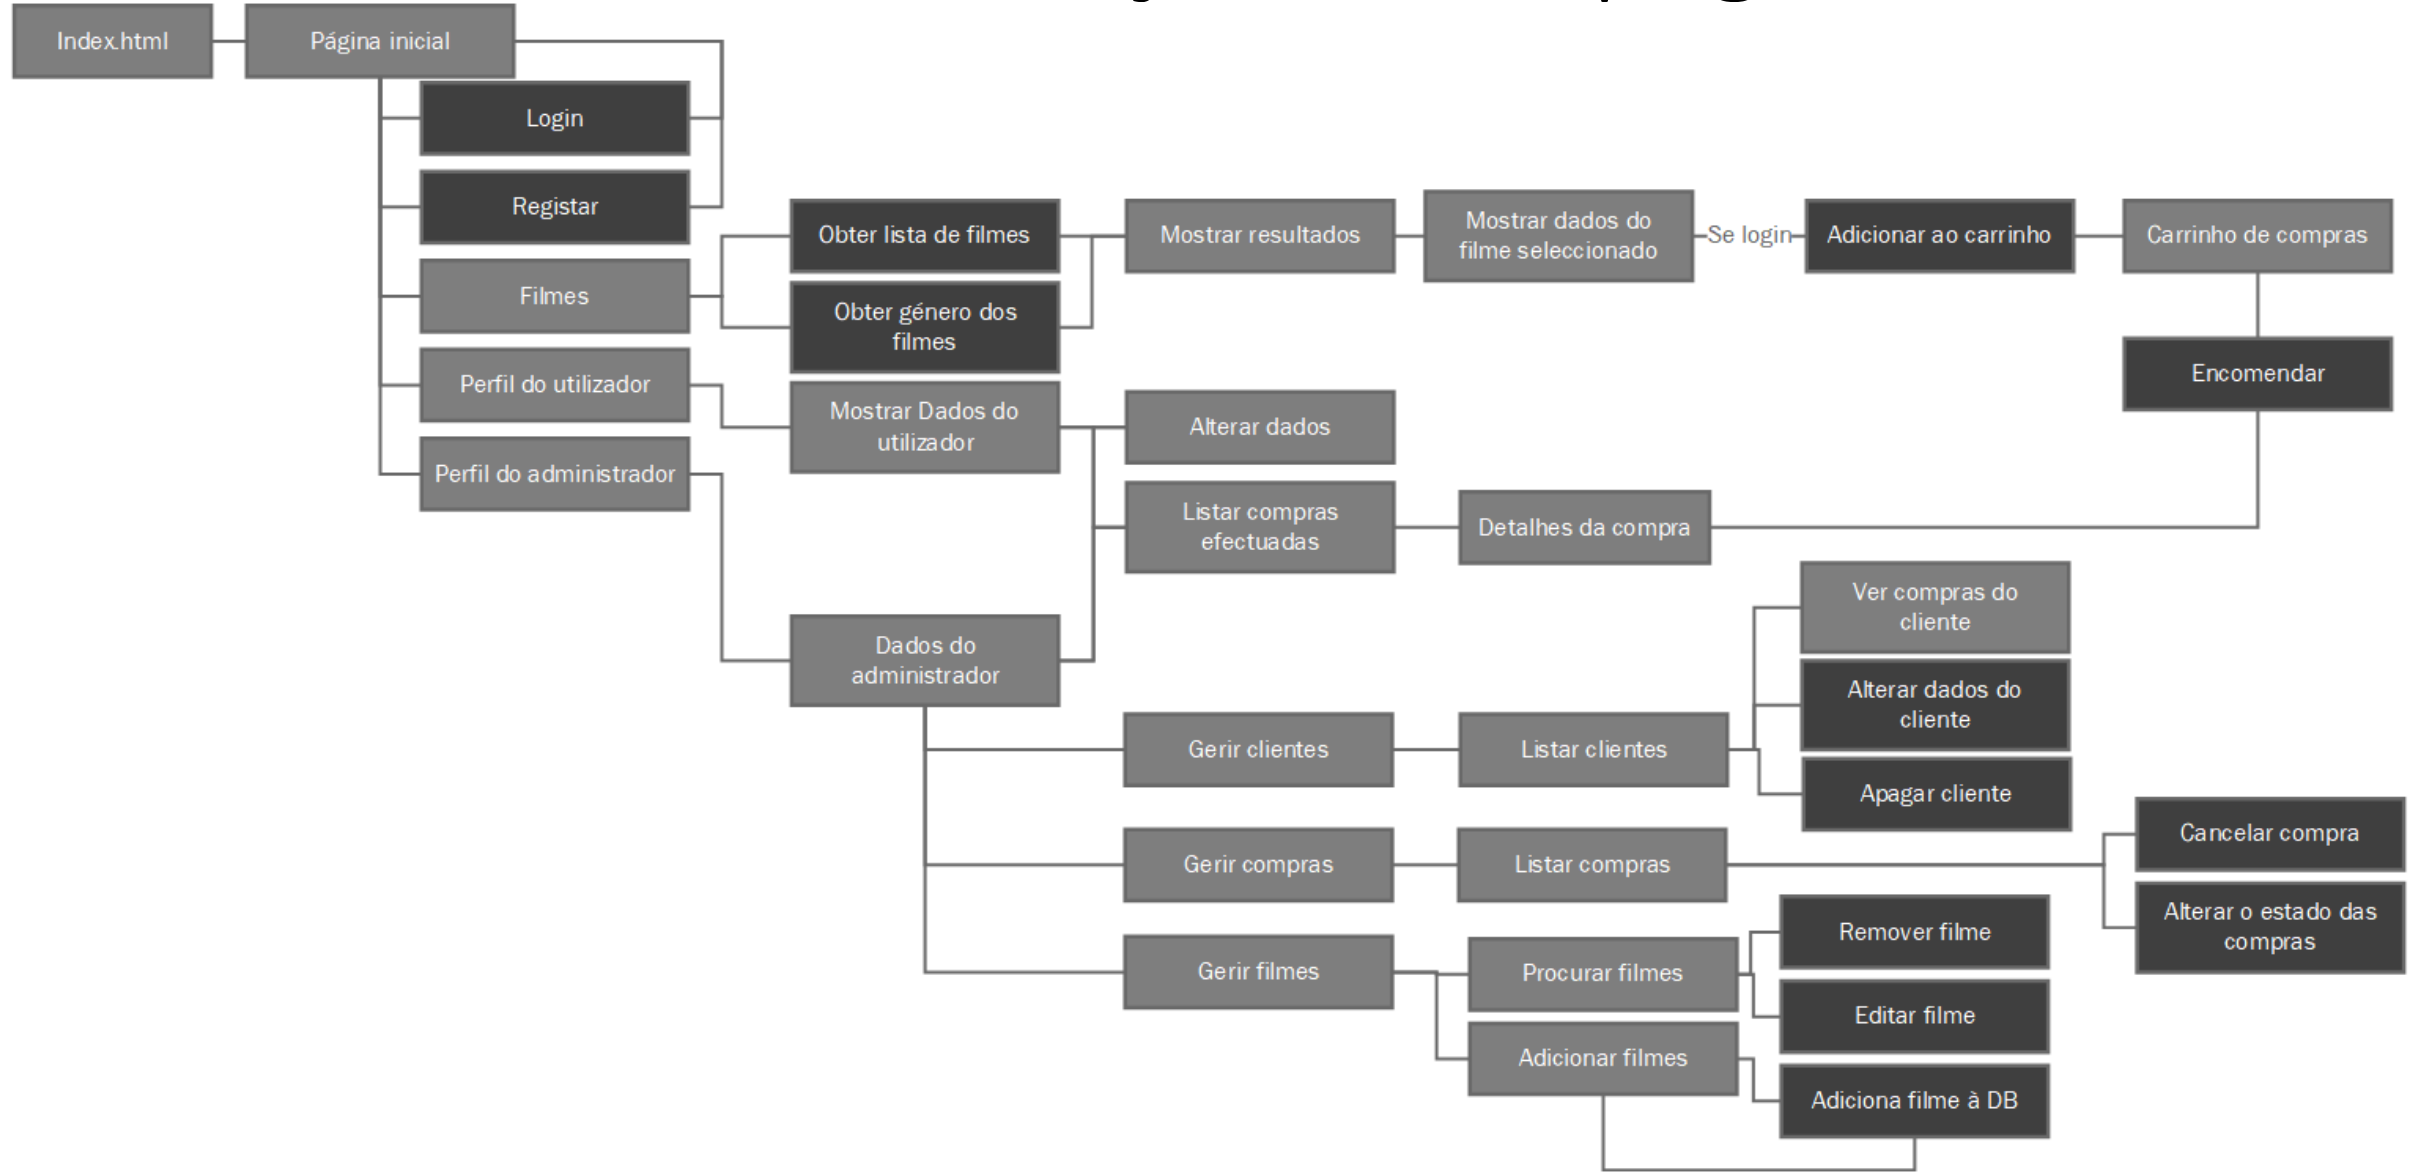 Index.html
Página inicial
Login
Registar
Filmes
Perfil do utilizador
Perfil do administrador
Obter lista de filmes
Obter género dos
filmes
Mostrar Dados do
utilizador
Dados do
administrador
Mostrar resultados
Mostrar dados do
filme seleccionado
Se login
Adicionar ao carrinho
Carrinho de compras
Encomendar
Alterar dados
Listar compras
efectuadas
Detalhes da compra
Gerir clientes
Listar clientes
Ver compras do
cliente
Alterar dados do
cliente
Apagar cliente
Gerir compras
Listar compras
Cancelar compra
Alterar o estado das
compras
Gerir filmes
Procurar filmes
Remover filme
Editar filme
Adicionar filmes
Adiciona filme à DB